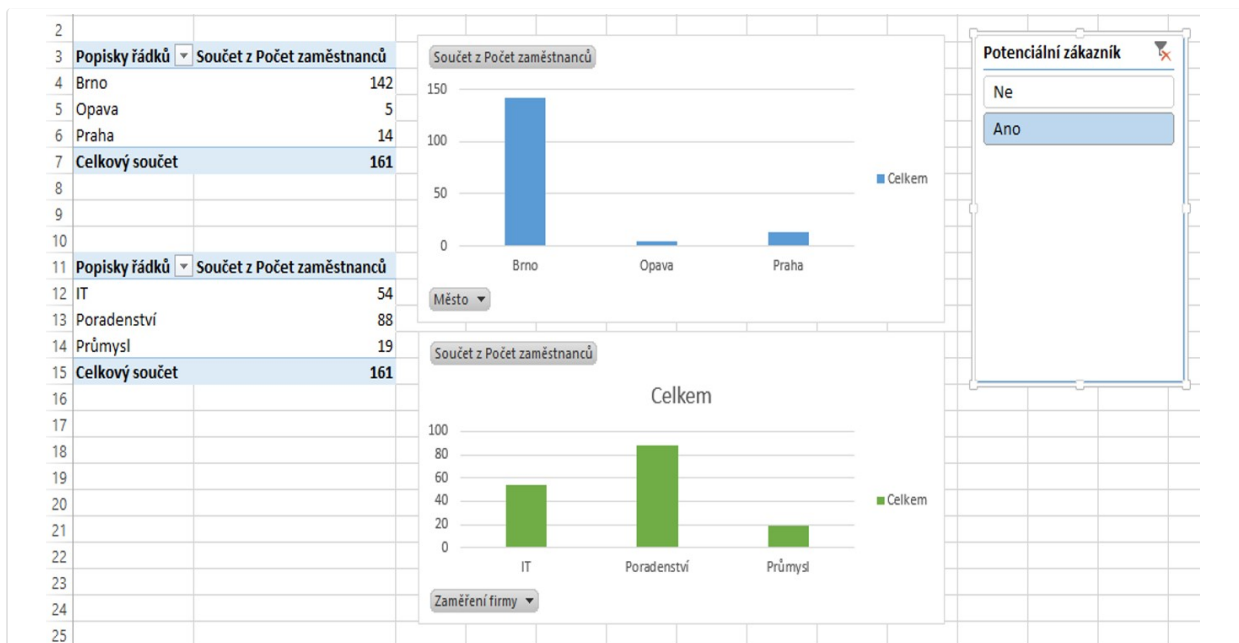 2
3 Popisky řádků Součet z Počet zaměstnanců
4 Brno 142
5 Opava 5
6 Praha 14
7 Celkový součet 161
8
9
10
11 Popisky řádků Součet z Počet zaměstnanců
12 IT 54
13 Poradenství 88
14 Průmysl 19
15 Celkový součet 161
16
17
18
19
20
21
22
23
24
25
Součet z Počet zaměstnanců
150
100
50
0
Brno Opava Praha
Celkem
Město
Součet z Počet zaměstnanců
Celkem
100
80
60
40
20
0
IT Poradenství Průmysl
Celkem
Zaměření firmy
Potenciální zákazník
Ne
Ano